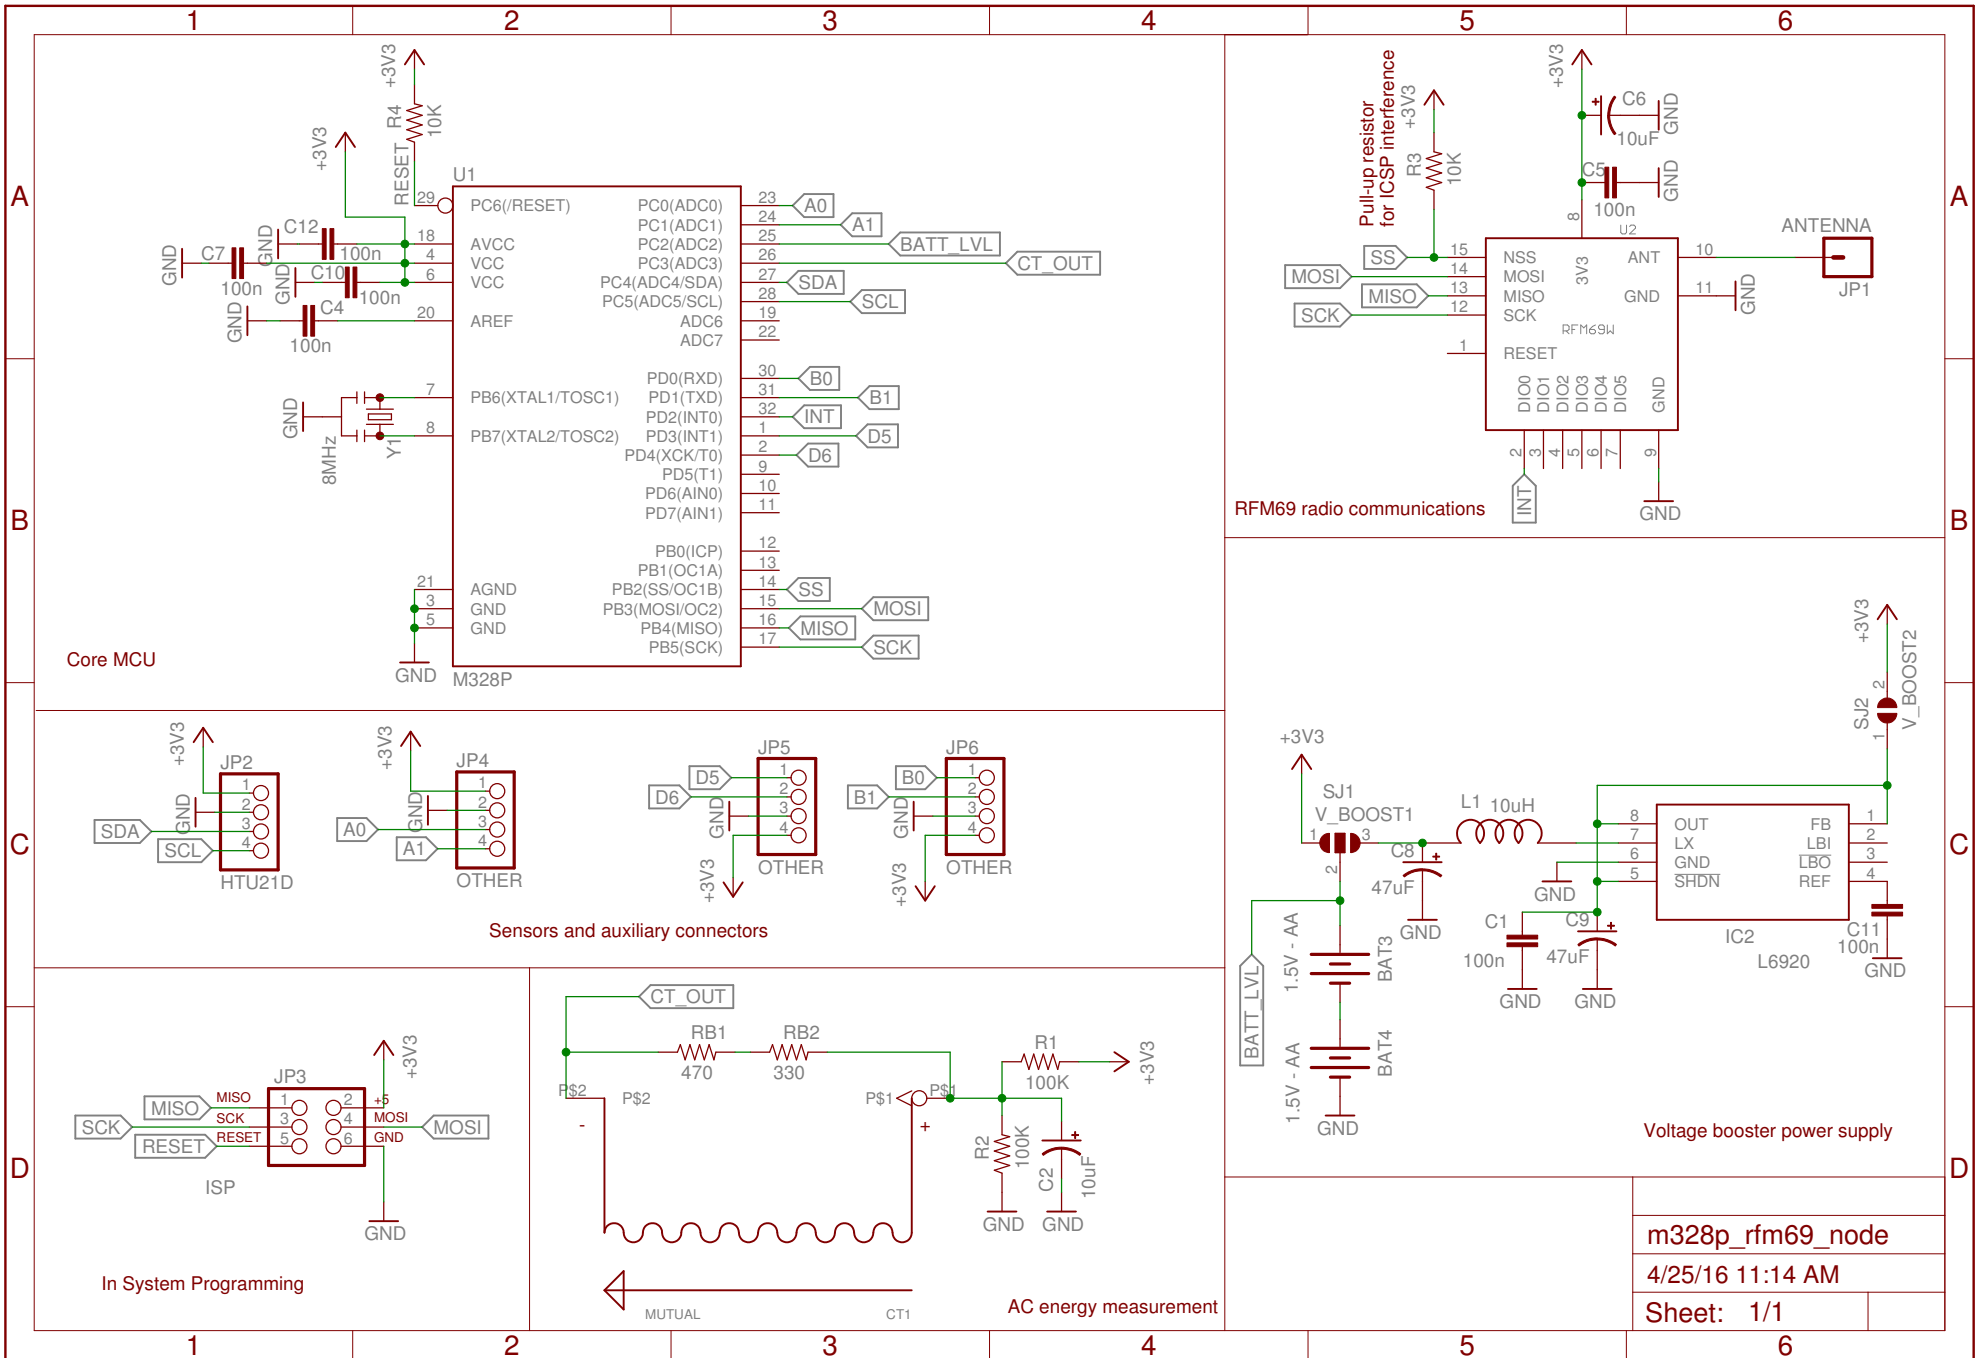 1 2 3 4 5 6
A
B
C
D
A
B
C
D
1 2 3 5 6
+3V3
R4
10K
RESET
+3V3
U1
C12
100n
GND
C7
100n
GND
C10
100n
GND
C4
100n
GND
29 PC6(/RESET)
18 AVCC
4 VCC
6 VCC
20 AREF
7 PB6(XTAL1/TOSC1)
8 PB7(XTAL2/TOSC2)
GND
8MHz
Y1
21 AGND
3 GND
5 GND
GND
M328P
PC0(ADC0) 23 A0
PC1(ADC1) 24 A1
PC2(ADC2) 25 BATT_LVL
PC3(ADC3) 26 CT_OUT
PC4(ADC4/SDA) 27 SDA
PC5(ADC5/SCL) 28 SCL
ADC6 19
ADC7 22
PD0(RXD) 30 B0
PD1(TXD) 31 B1
PD2(INT0) 32 INT
PD3(INT1) 1 D5
PD4(XCK/T0) 2 D6
PD5(T1) 9
PD6(AIN0) 10
PD7(AIN1) 11
PB0(ICP) 12
PB1(OC1A) 13
PB2(SS/OC1B) 14 SS
PB3(MOSI/OC2) 15 MOSI
PB4(MISO) 16 MISO
PB5(SCK) 17 SCK
Core MCU
Pull-up resistor
for ICSP interference
+3V3
R3
10K
+3V3
C6
10uF
GND
C5
100n
GND
8
U2
SS 15 NSS
MOSI 14 MOSI
MISO 13 MISO
SCK 12 SCK
1 RESET
3V3
RFM69W
ANT 10
GND 11
GND
ANTENNA
JP1
DIO0
DIO1
DIO2
DIO3
DIO4
DIO5
GND
2
3
4
5
6
7
9
INT
GND
RFM69 radio communications
+3V3
JP2
1
2
3
4
GND
SDA
SCL
HTU21D
+3V3
JP4
1
2
3
4
GND
A0
A1
OTHER
JP5
D5 1
D6 2
GND 3
4
+3V3
OTHER
JP6
B0 1
B1 2
GND 3
4
+3V3
OTHER
Sensors and auxiliary connectors
+3V3
SJ1
V_BOOST1
1 3
2
C8
47uF
GND
L1 10uH
+3V3
2
SJ2
V_BOOST2
1
8 OUT
7 LX
6 GND
5 SHDN
FB 1
LBI 2
LBO 3
REF 4
GND
IC2
L6920
C1
100n
GND
C9
47uF
GND
C11
100n
GND
BATT_LVL
1.5V - AA
BAT3
1.5V - AA
BAT4
GND
Voltage booster power supply
JP3
+3V3
MISO MISO 1 2 +5
SCK SCK 3 4 MOSI MOSI
RESET RESET 5 6 GND
ISP
GND
In System Programming
CT_OUT
RB1
470
RB2
330
P$2 P$2
P$1 P$1
-
+
R1
100K
+3V3
R2
100K
C2
10uF
GND
GND
MUTUAL
CT1
AC energy measurement
m328p_rfm69_node
4/25/16 11:14 AM
Sheet: 1/1